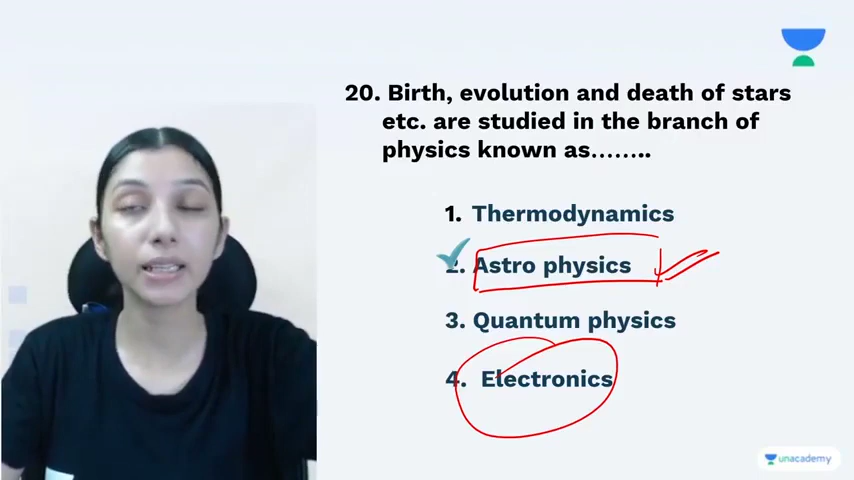 20. Birth, evolution and death of stars
etc. are studied in the branch of
physics known as........
1. Thermodynamics
2. Astro physics
3. Quantum physics
4. Electronics
unacademy